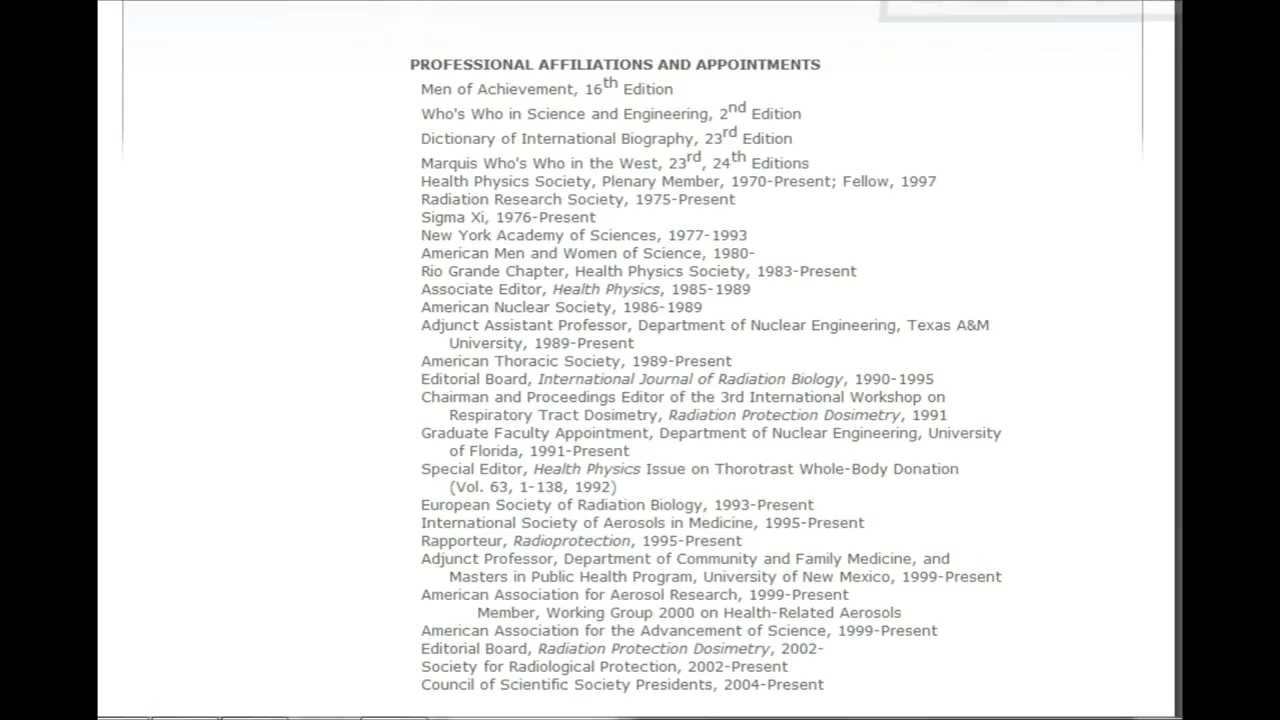 PROFESSIONAL AFFILIATIONS AND APPOINTMENTS
Men of Achievement, 16th Edition
Who's Who in Science and Engineering, 2nd Edition
Dictionary of International Biography, 23rd Edition
Marquis Who's Who in the West, 23rd, 24th Editions
Health Physics Society, Plenary Member, 1970-Present; Fellow, 1997
Radiation Research Society, 1975-Present
Sigma Xi, 1976-Present
New York Academy of Sciences, 1977-1993
American Men and Women of Science, 1980-
Rio Grande Chapter, Health Physics Society, 1983-Present
Associate Editor, Health Physics, 1985-1989
American Nuclear Society, 1986-1989
Adjunct Assistant Professor, Department of Nuclear Engineering, Texas A&M
University, 1989-Present
American Thoracic Society, 1989-Present
Editorial Board, International Journal of Radiation Biology, 1990-1995
Chairman and Proceedings Editor of the 3rd International Workshop on
Respiratory Tract Dosimetry, Radiation Protection Dosimetry, 1991
Graduate Faculty Appointment, Department of Nuclear Engineering, University
of Florida, 1991-Present
Special Editor, Health Physics Issue on Thorotrast Whole-Body Donation
(Vol. 63, 1-138, 1992)
European Society of Radiation Biology, 1993-Present
International Society of Aerosols in Medicine, 1995-Present
Rapporteur, Radioprotection, 1995-Present
Adjunct Professor, Department of Community and Family Medicine, and
Masters in Public Health Program, University of New Mexico, 1999-Present
American Association for Aerosol Research, 1999-Present
Member, Working Group 2000 on Health-Related Aerosols
American Association for the Advancement of Science, 1999-Present
Editorial Board, Radiation Protection Dosimetry, 2002-
Society for Radiological Protection, 2002-Present
Council of Scientific Society Presidents, 2004-Present